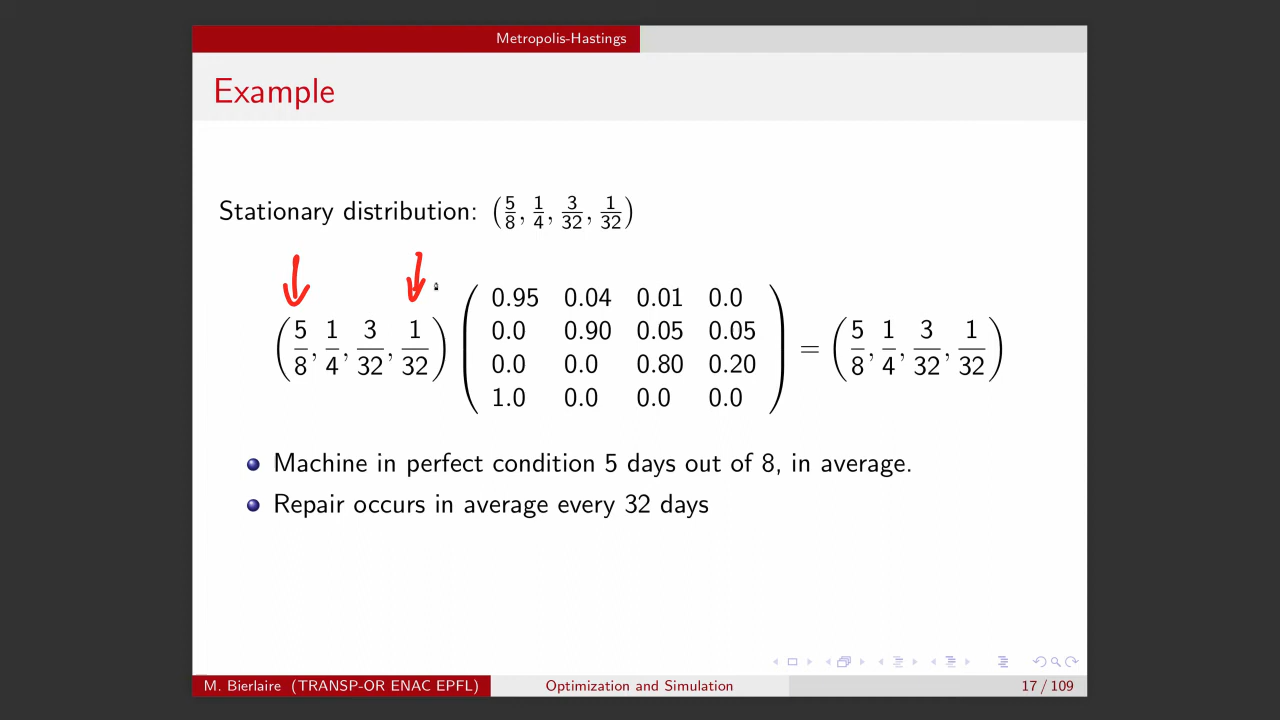 Metropolis-Hastings
Example
Stationary distribution: (5/8, 1/4, 3/32, 1/32)
(5/8, 1/4, 3/32, 1/32) ( 0.95 0.04 0.01 0.0
0.0 0.90 0.05 0.05
0.0 0.0 0.80 0.20
1.0 0.0 0.0 0.0 ) = (5/8, 1/4, 3/32, 1/32)
Machine in perfect condition 5 days out of 8, in average.
Repair occurs in average every 32 days
M. Bierlaire (TRANSP-OR ENAC EPFL) Optimization and Simulation 17 / 109